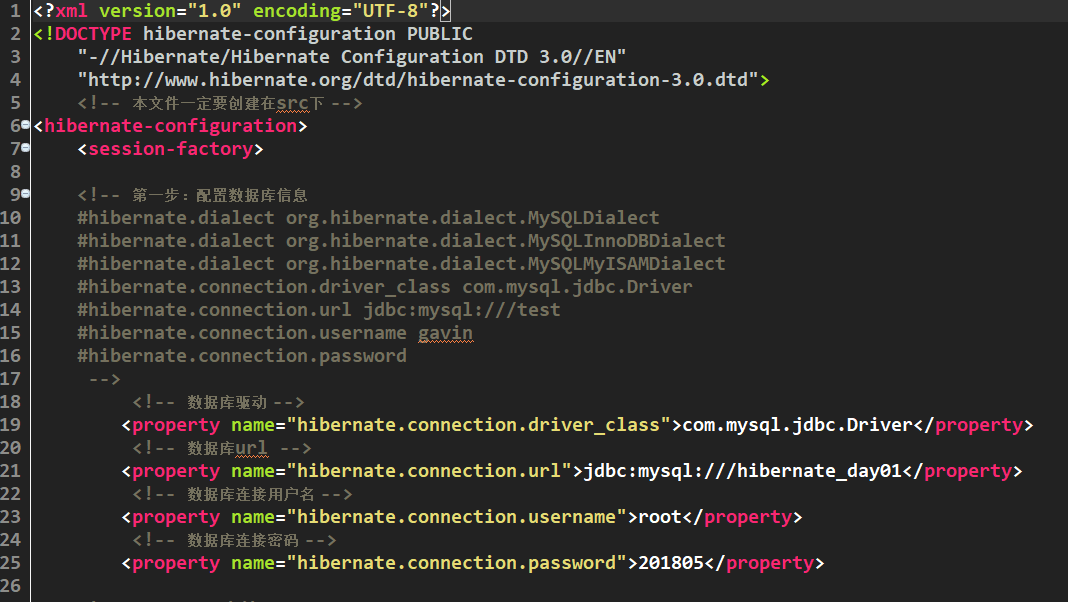 1 <?xml version="1.0" encoding="UTF-8"?>
2 <!DOCTYPE hibernate-configuration PUBLIC
3 "-//Hibernate/Hibernate Configuration DTD 3.0//EN"
4 "http://www.hibernate.org/dtd/hibernate-configuration-3.0.dtd">
5 <!-- 本文件一定要创建在src下 -->
6 <hibernate-configuration>
7 <session-factory>
8
9 <!-- 第一步：配置数据库信息
10 #hibernate.dialect org.hibernate.dialect.MySQLDialect
11 #hibernate.dialect org.hibernate.dialect.MySQLInnoDBDialect
12 #hibernate.dialect org.hibernate.dialect.MySQLMyISAMDialect
13 #hibernate.connection.driver_class com.mysql.jdbc.Driver
14 #hibernate.connection.url jdbc:mysql:///test
15 #hibernate.connection.username gavin
16 #hibernate.connection.password
17 -->
18 <!-- 数据库驱动 -->
19 <property name="hibernate.connection.driver_class">com.mysql.jdbc.Driver</property>
20 <!-- 数据库url -->
21 <property name="hibernate.connection.url">jdbc:mysql:///hibernate_day01</property>
22 <!-- 数据库连接用户名 -->
23 <property name="hibernate.connection.username">root</property>
24 <!-- 数据库连接密码 -->
25 <property name="hibernate.connection.password">201805</property>
26